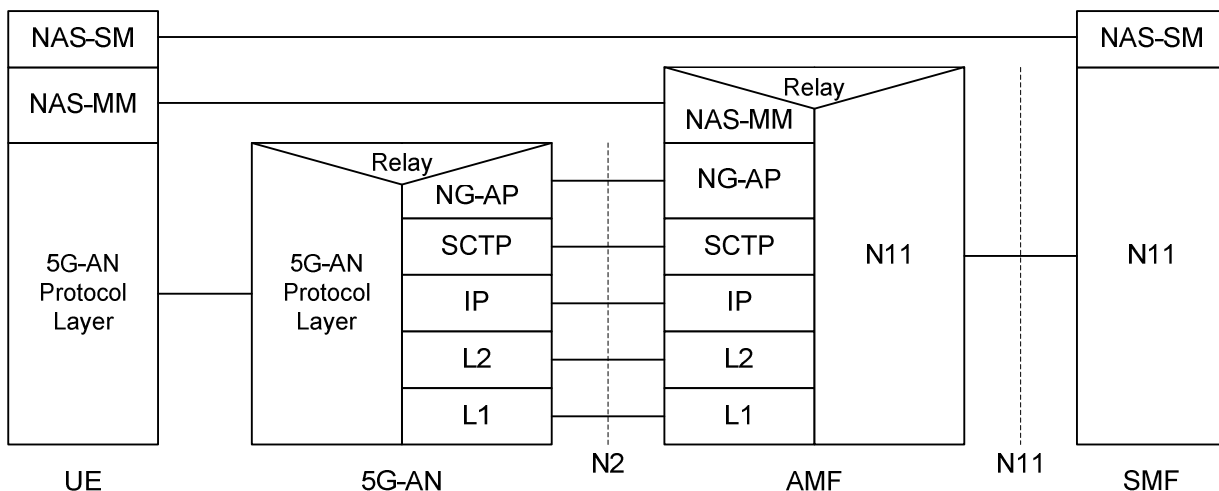 NAS-SM
NAS-SM
NAS-MM
Relay
NAS-MM
Relay
NG-AP
NG-AP
SCTP
SCTP
5G-AN
Protocol
Layer
5G-AN
Protocol
Layer
N11
N11
IP
IP
L2
L2
L1
L1
N2
N11
UE
5G-AN
AMF
SMF